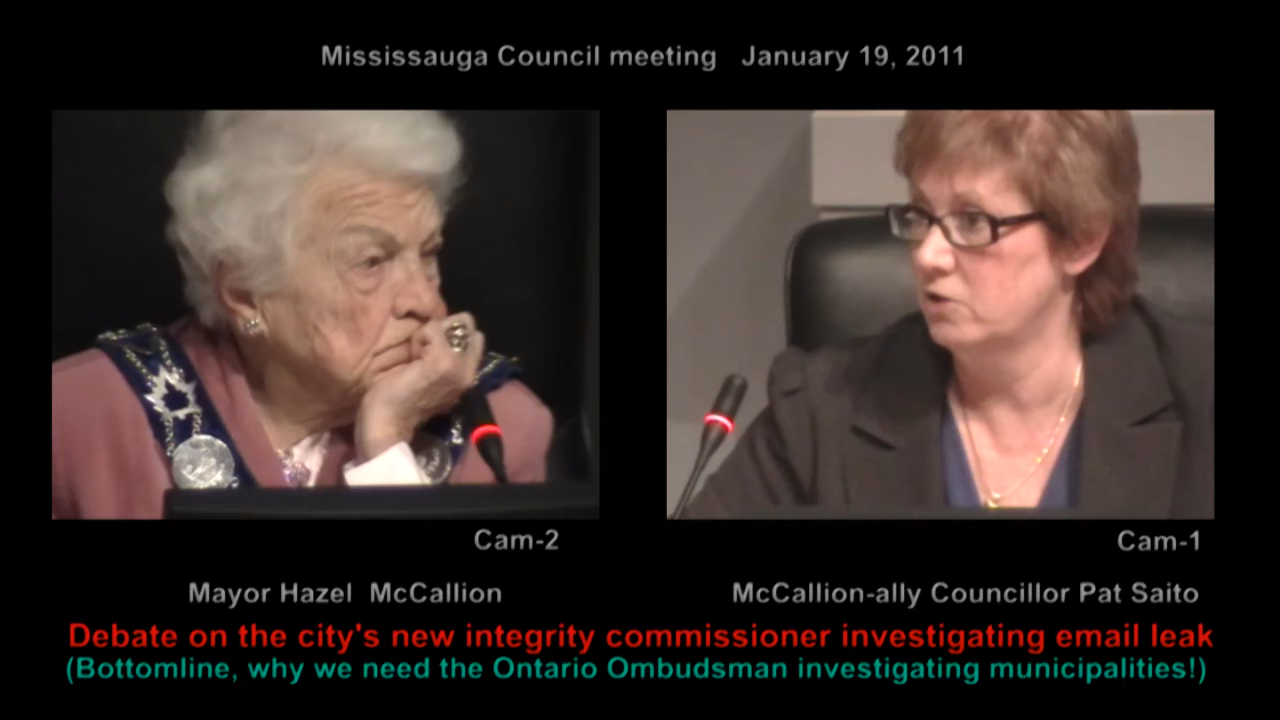 Mississauga Council meeting January 19, 2011
Cam-2
Cam-1
Mayor Hazel McCallion
McCallion-ally Councillor Pat Saito
Debate on the city's new integrity commissioner investigating email leak
(Bottomline, why we need the Ontario Ombudsman investigating municipalities!)